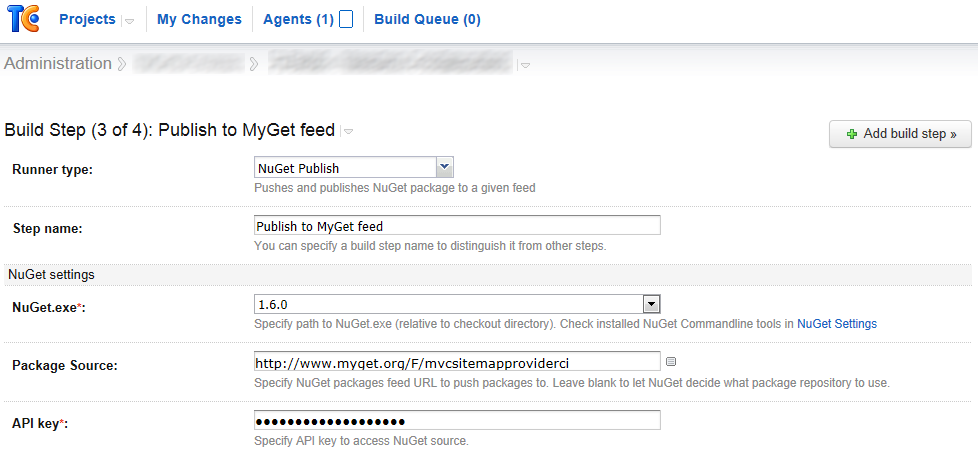 TC Projects My Changes Agents (1) Build Queue (0)
Administration
Build Step (3 of 4): Publish to MyGet feed
Add build step »
Runner type: NuGet Publish
Pushes and publishes NuGet package to a given feed
Step name: Publish to MyGet feed
You can specify a build step name to distinguish it from other steps.
NuGet settings
NuGet.exe*: 1.6.0
Specify path to NuGet.exe (relative to checkout directory). Check installed NuGet Commandline tools in NuGet Settings
Package Source: http://www.myget.org/F/mvcsitemapproviderci
Specify NuGet packages feed URL to push packages to. Leave blank to let NuGet decide what package repository to use.
API key*: •••••••••••••••••••
Specify API key to access NuGet source.